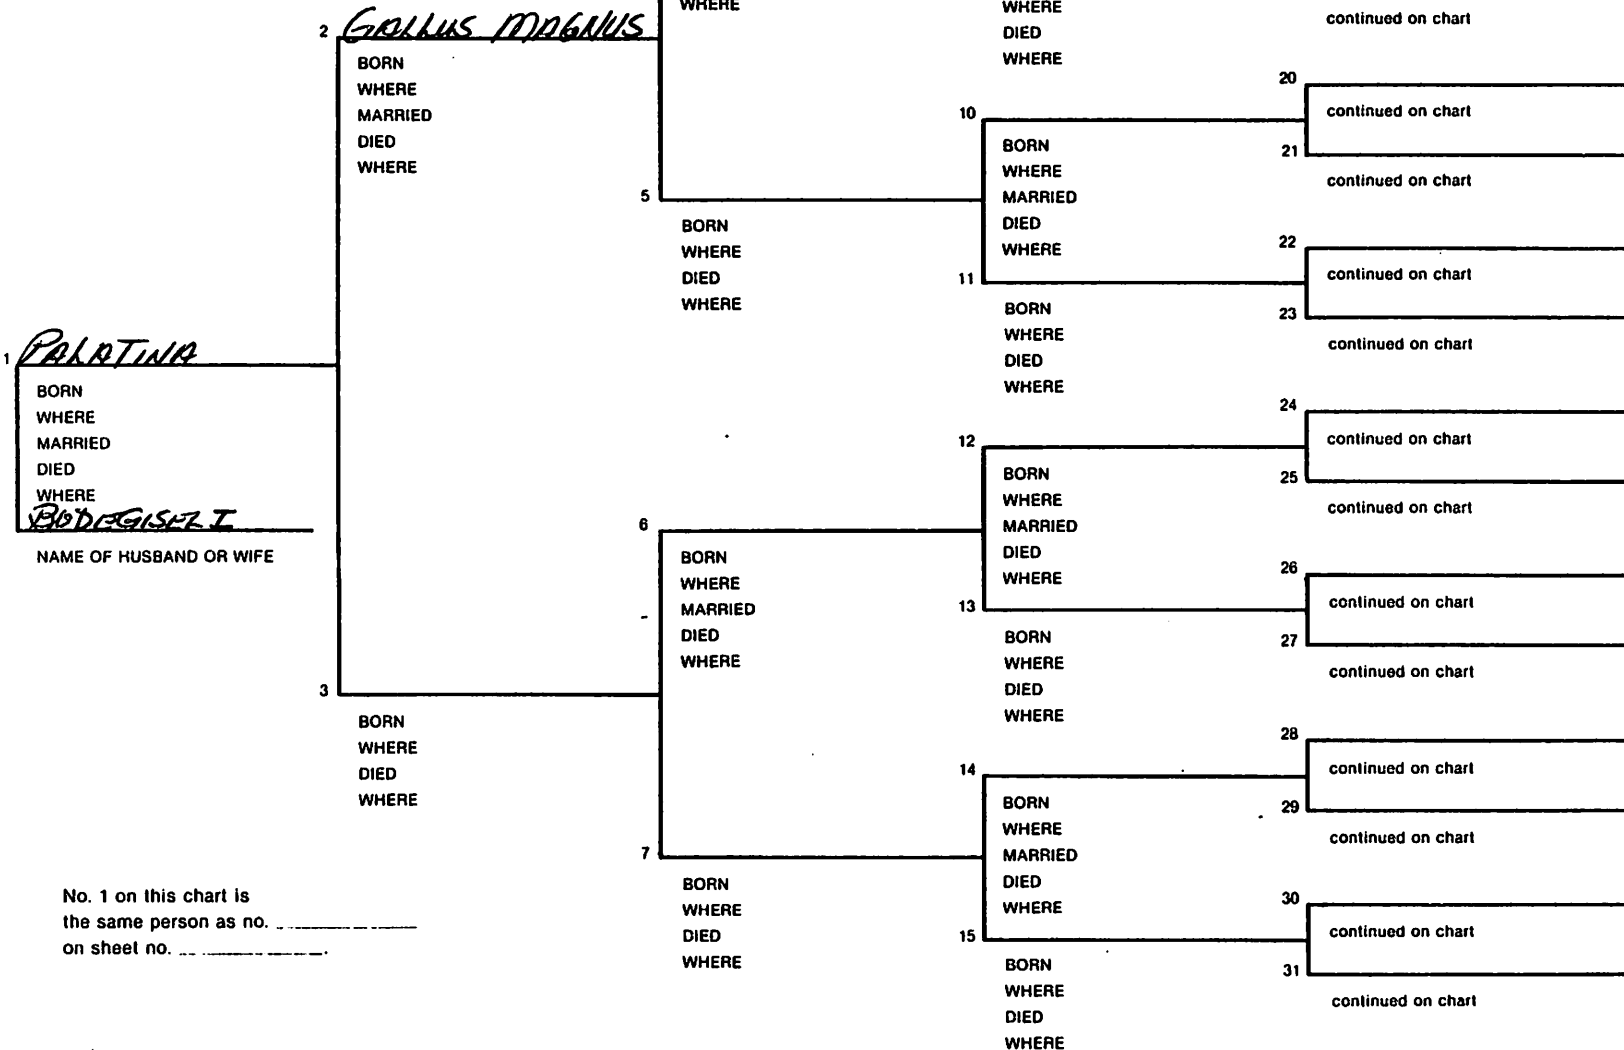 WHERE
WHERE
DIED
WHERE
continued on chart
2 GALLUS MAGNUS
BORN
WHERE
MARRIED
DIED
WHERE
20
continued on chart
21
continued on chart
10
BORN
WHERE
MARRIED
DIED
WHERE
5
BORN
WHERE
DIED
WHERE
22
continued on chart
23
continued on chart
11
BORN
WHERE
DIED
WHERE
1 PALATINA
BORN
WHERE
MARRIED
DIED
WHERE
BODEGISEL I
NAME OF HUSBAND OR WIFE
24
continued on chart
25
continued on chart
12
BORN
WHERE
MARRIED
DIED
WHERE
6
BORN
WHERE
MARRIED
DIED
WHERE
26
continued on chart
27
continued on chart
13
BORN
WHERE
DIED
WHERE
3
BORN
WHERE
DIED
WHERE
28
continued on chart
29
continued on chart
14
BORN
WHERE
MARRIED
DIED
WHERE
7
BORN
WHERE
DIED
WHERE
30
continued on chart
31
continued on chart
15
BORN
WHERE
DIED
WHERE
No. 1 on this chart is
the same person as no.
on sheet no. .